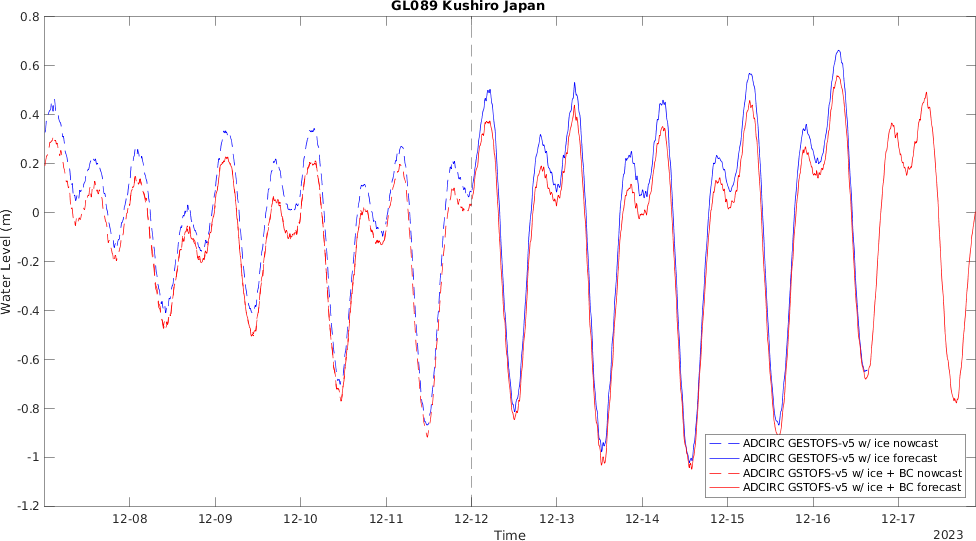 GL089 Kushiro Japan
0.8
0.6
0.4
0.2
0
-0.2
-0.4
-0.6
-0.8
-1
-1.2
Water Level (m)
ADCIRC GESTOFS-v5 w/ ice nowcast
ADCIRC GESTOFS-v5 w/ ice forecast
ADCIRC GSTOFS-v5 w/ ice + BC nowcast
ADCIRC GSTOFS-v5 w/ ice + BC forecast
12-08 12-09 12-10 12-11 12-12 12-13 12-14 12-15 12-16 12-17
Time
2023